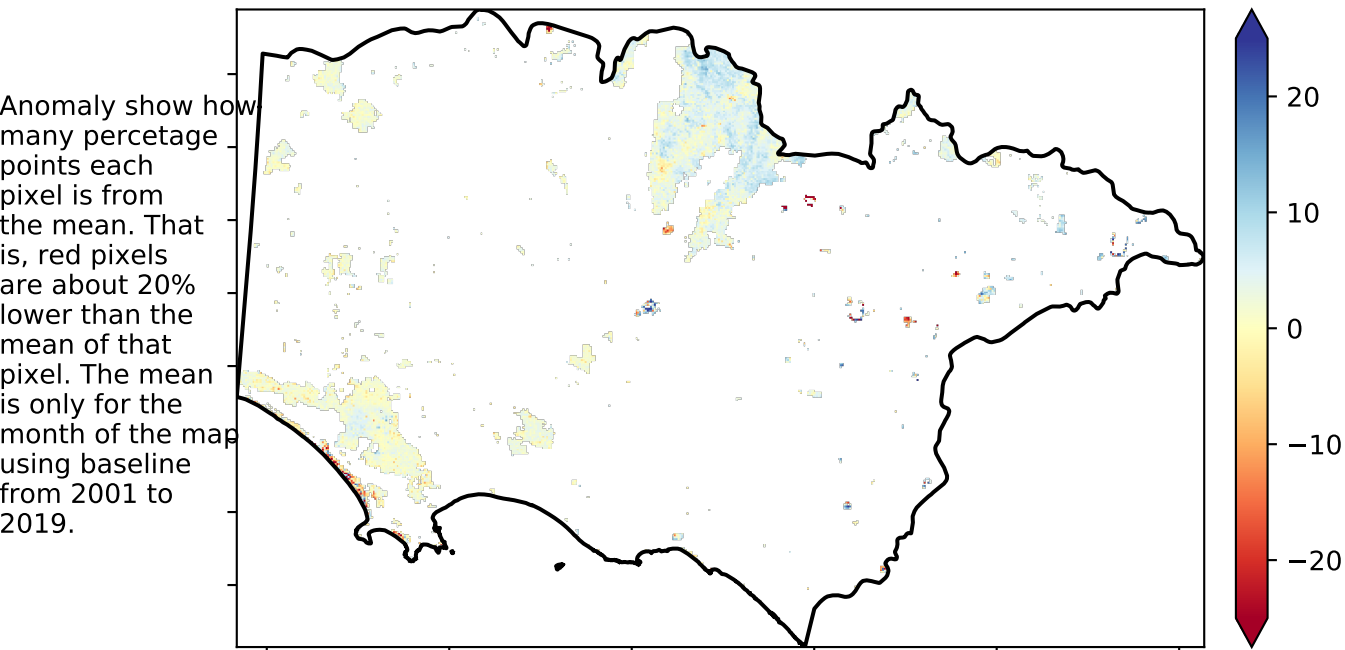 Anomaly show how
many percetage
points each
pixel is from
the mean. That
is, red pixels
are about 20%
lower than the
mean of that
pixel. The mean
is only for the
month of the map
using baseline
from 2001 to
2019.
20
10
0
−10
−20